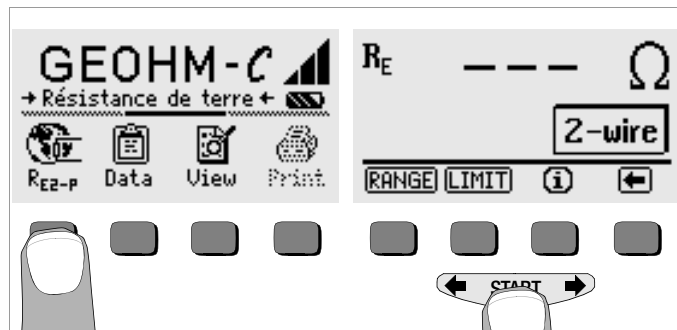 GEOHM-C
Résistance de terre
RE2-P Data View Print
RE --- Ω
2-wire
RANGE LIMIT i
START